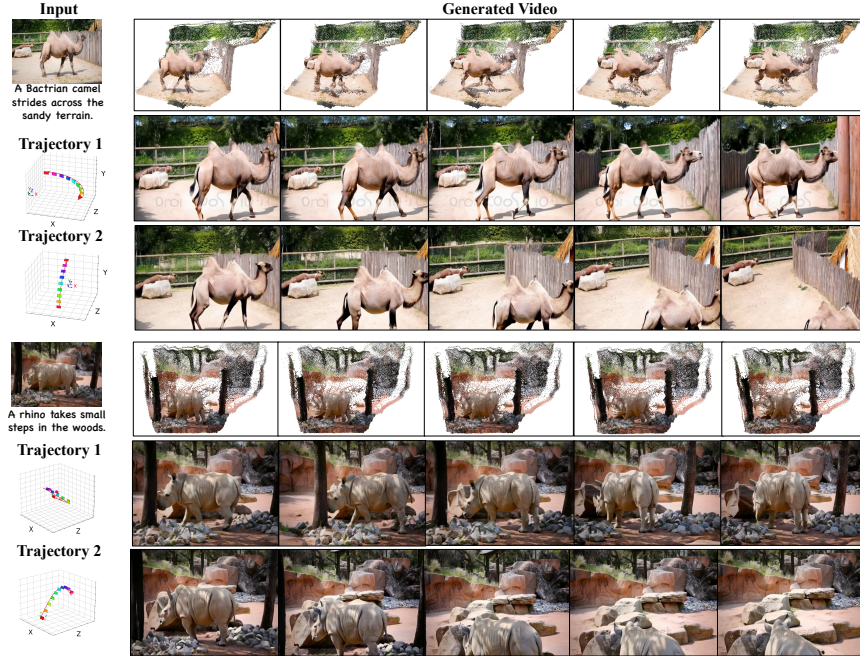 Input
Generated Video
A Bactrian camel
strides across the
sandy terrain.
Trajectory 1
Y
X
Z
Trajectory 2
Y
X
Z
A rhino takes small
steps in the woods.
Trajectory 1
X
Z
Trajectory 2
X
Z